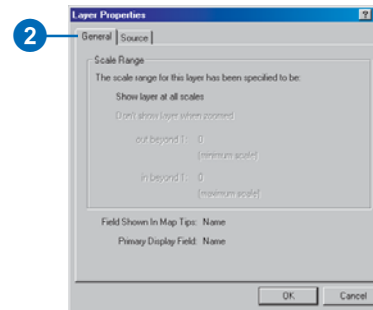 Layer Properties
?
2
General Source
Scale Range
The scale range for this layer has been specified to be:
Show layer at all scales
Don't show layer when zoomed
out beyond 1: 0
(minimum scale)
in beyond 1: 0
(maximum scale)
Field Shown In Map Tips: Name
Primary Display Field: Name
OK Cancel